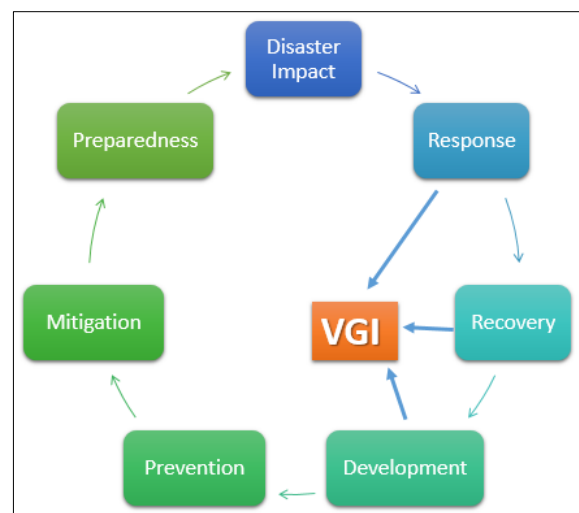 Disaster
Impact
Response
Recovery
Development
Prevention
Mitigation
Preparedness
VGI